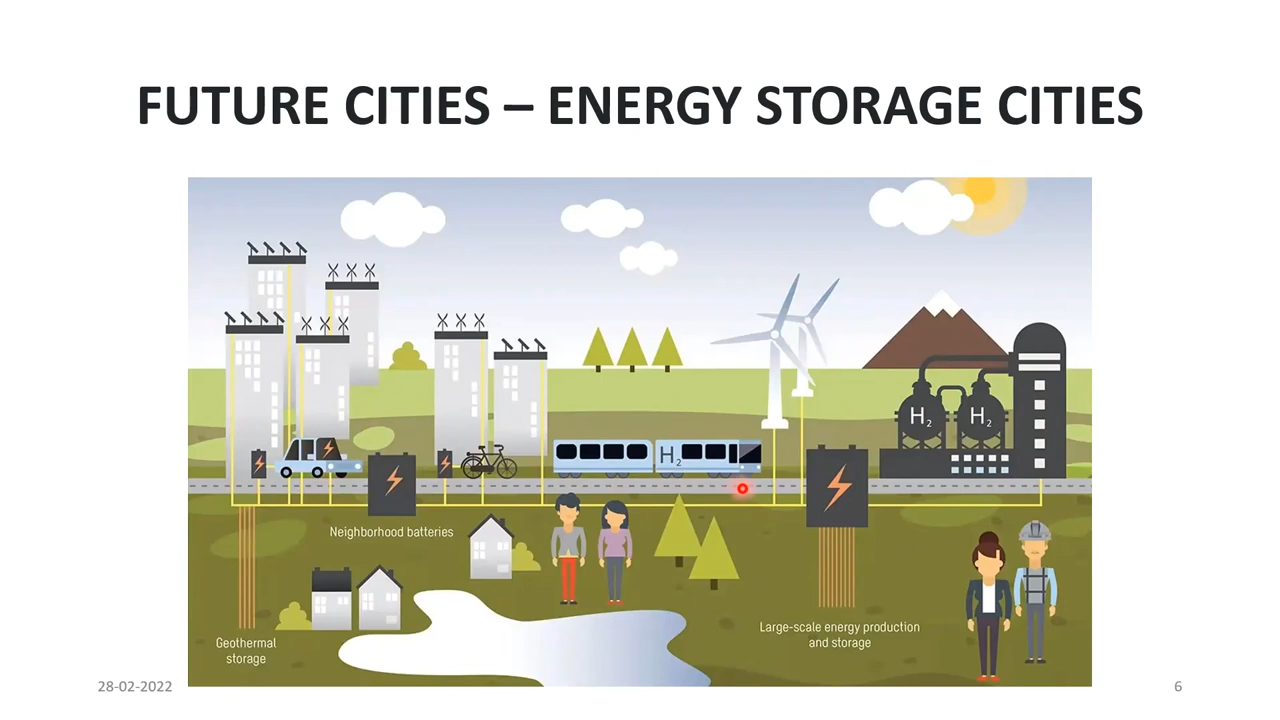 FUTURE CITIES – ENERGY STORAGE CITIES
H2
H2
H2
Neighborhood batteries
Large-scale energy production
and storage
Geothermal
storage
28-02-2022
6